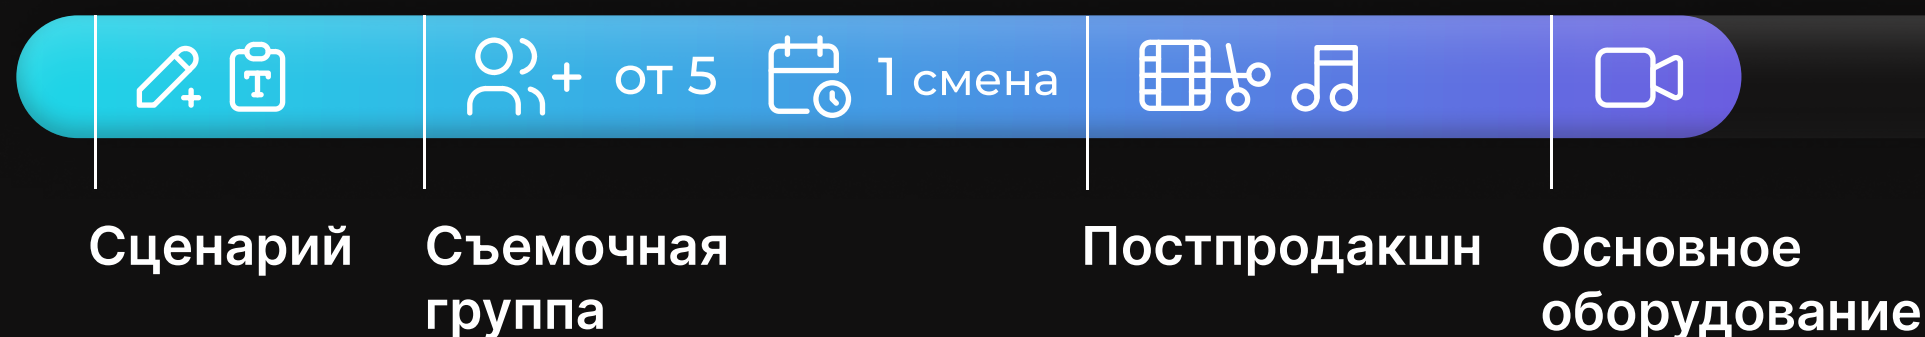 от 5 1 смена
Сценарий
Съемочная
группа
Постпродакшн
Основное
оборудование